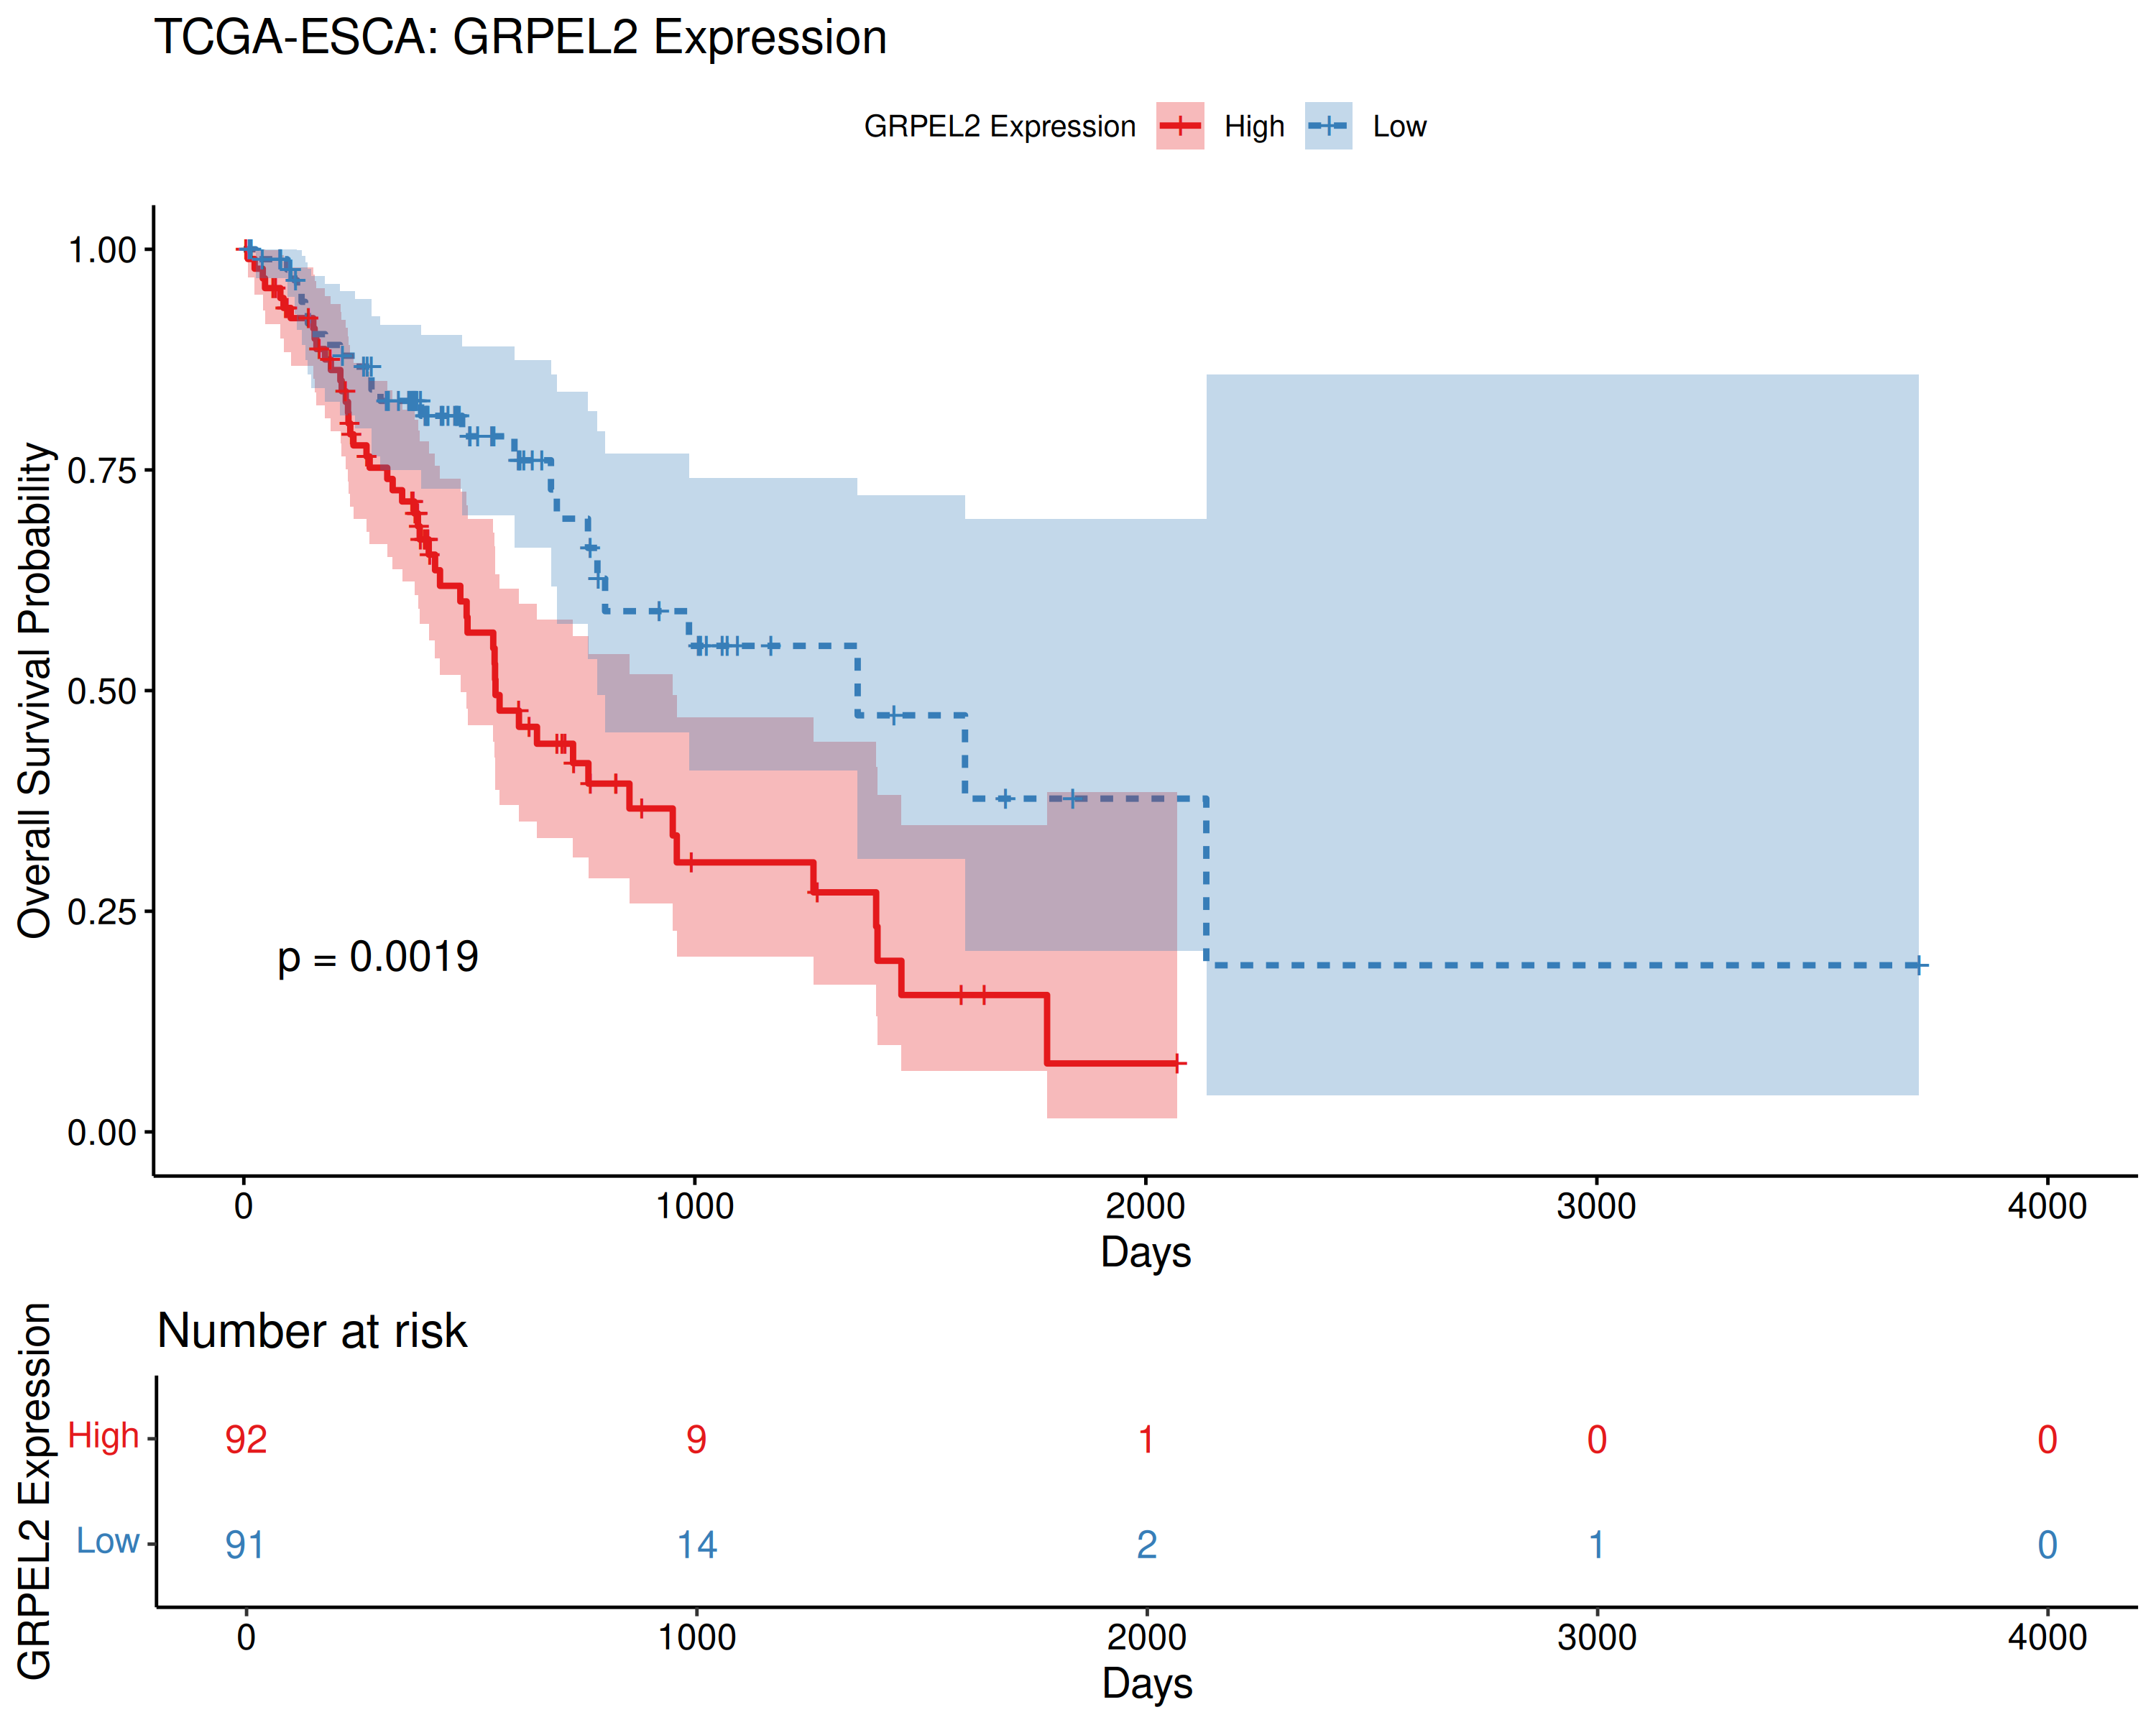 TCGA-ESCA: GRPEL2 Expression
GRPEL2 Expression High Low
Overall Survival Probability
1.00
0.75
0.50
0.25
0.00
p = 0.0019
0 1000 2000 3000 4000
Days
Number at risk
GRPEL2 Expression
High 92 9 1 0 0
Low 91 14 2 1 0
0 1000 2000 3000 4000
Days